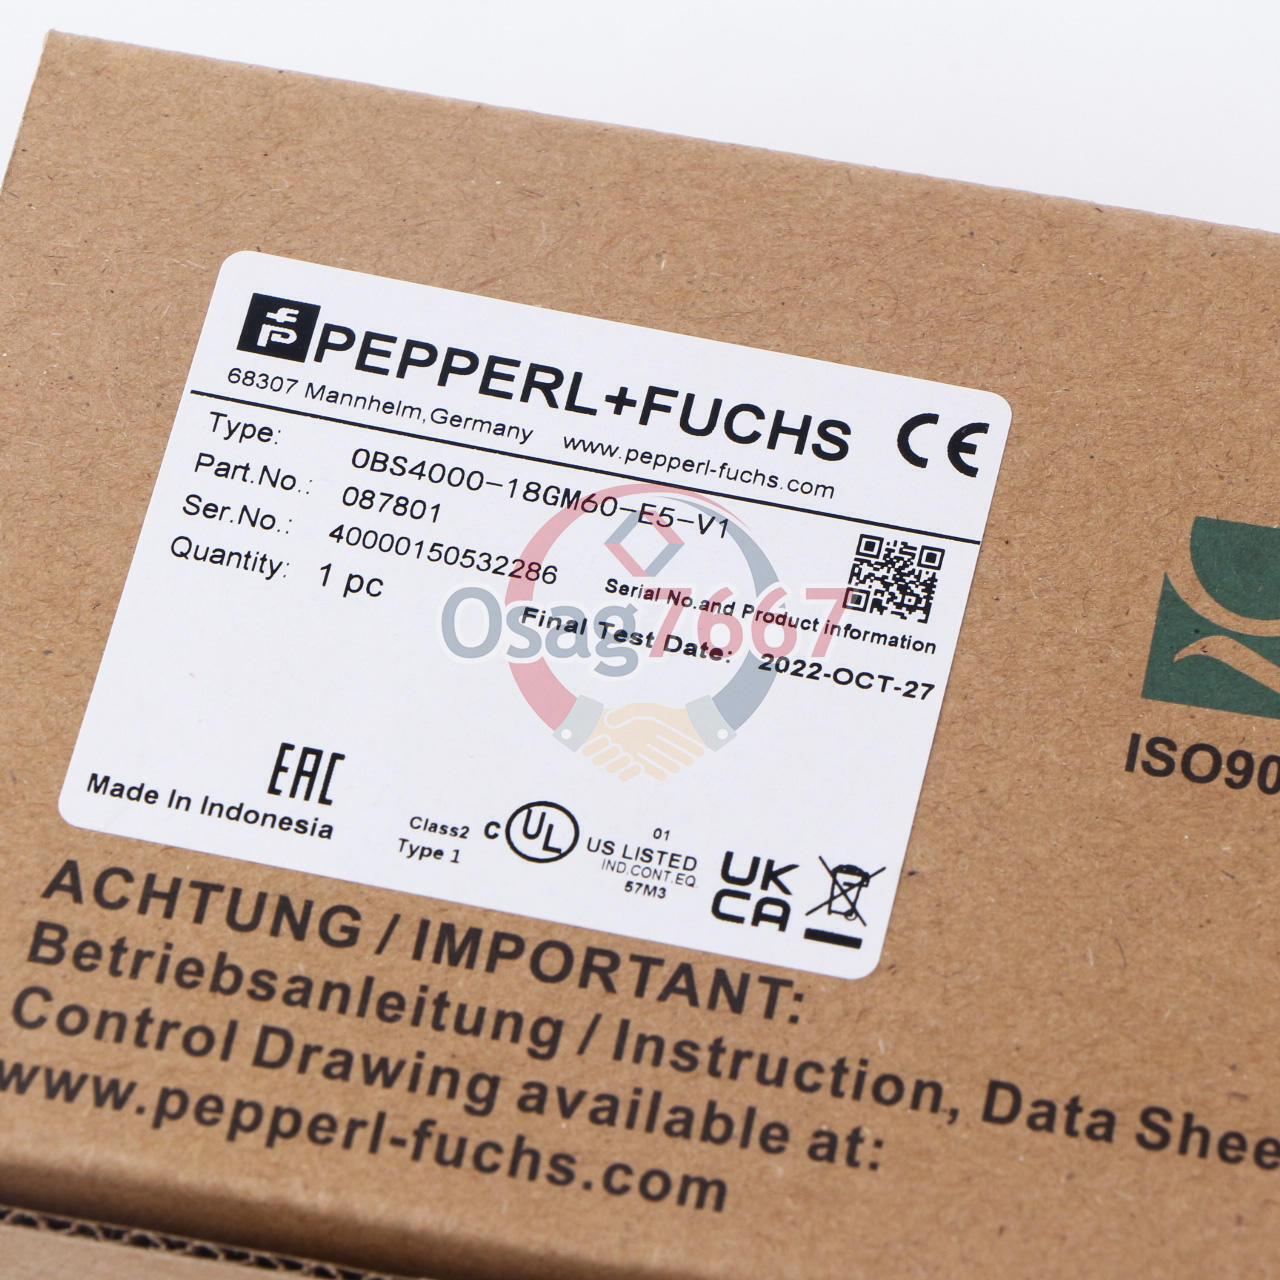 PEPPERL+FUCHS
CE
68307 Mannhelm,Germany www.pepperl-fuchs.com
Type: OBS4000-18GM60-E5-V1
Part.No.: 087801
Ser.No.: 40000150532286
Quantity: 1 pc
Serial No.and Product information
Final Test Date: 2022-OCT-27
Osag7667
EAC
Made In Indonesia
Class2
Type 1
C UL US LISTED
01
IND.CONT.EQ.
57M3
UK
CA
ISO90
ACHTUNG / IMPORTANT:
Betriebsanleitung / Instruction, Data Shee
Control Drawing available at:
www.pepperl-fuchs.com